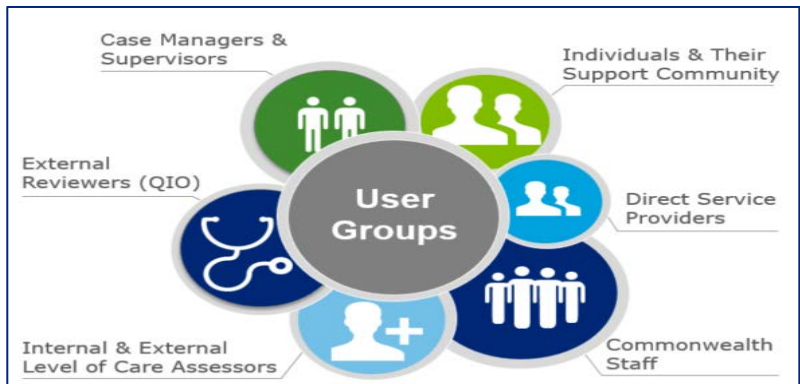 Case Managers &
Supervisors
Individuals & Their
Support Community
External
Reviewers (QIO)
User
Groups
Direct Service
Providers
Internal & External
Level of Care Assessors
Commonwealth
Staff